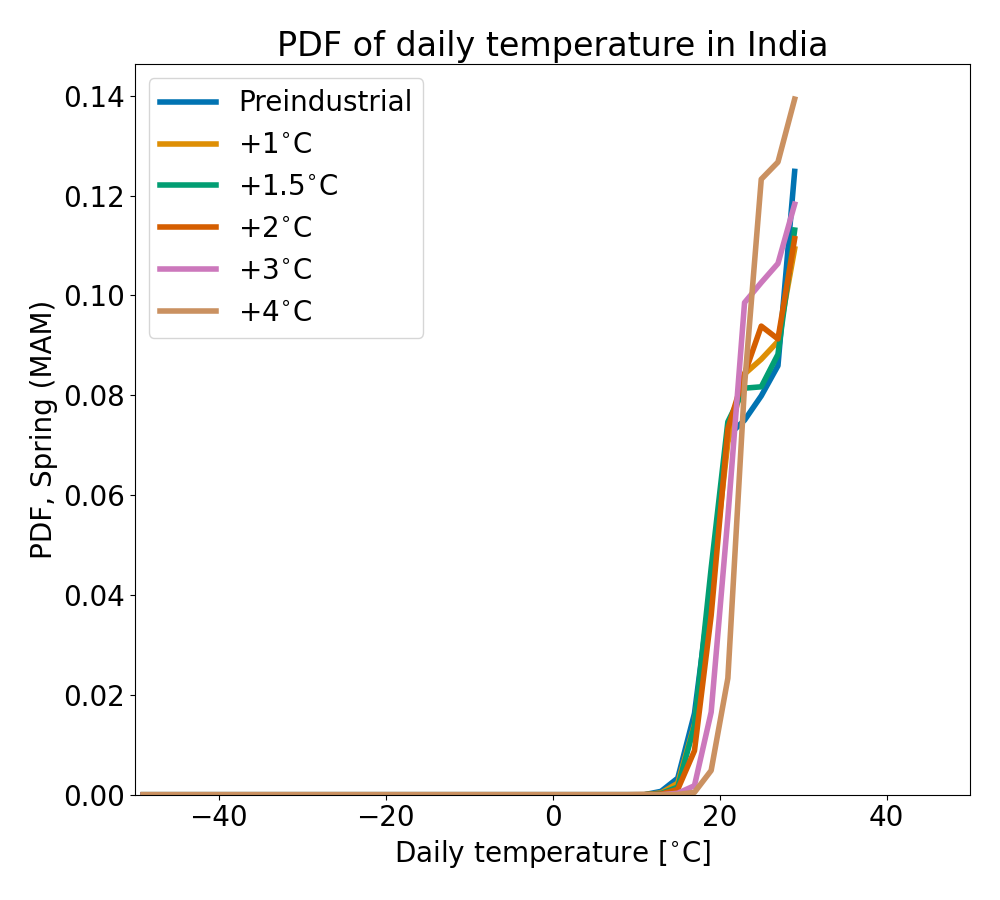 PDF of daily temperature in India
Preindustrial
+1°C
+1.5°C
+2°C
+3°C
+4°C
PDF, Spring (MAM)
0.14
0.12
0.10
0.08
0.06
0.04
0.02
0.00
−40
−20
0
20
40
Daily temperature [°C]